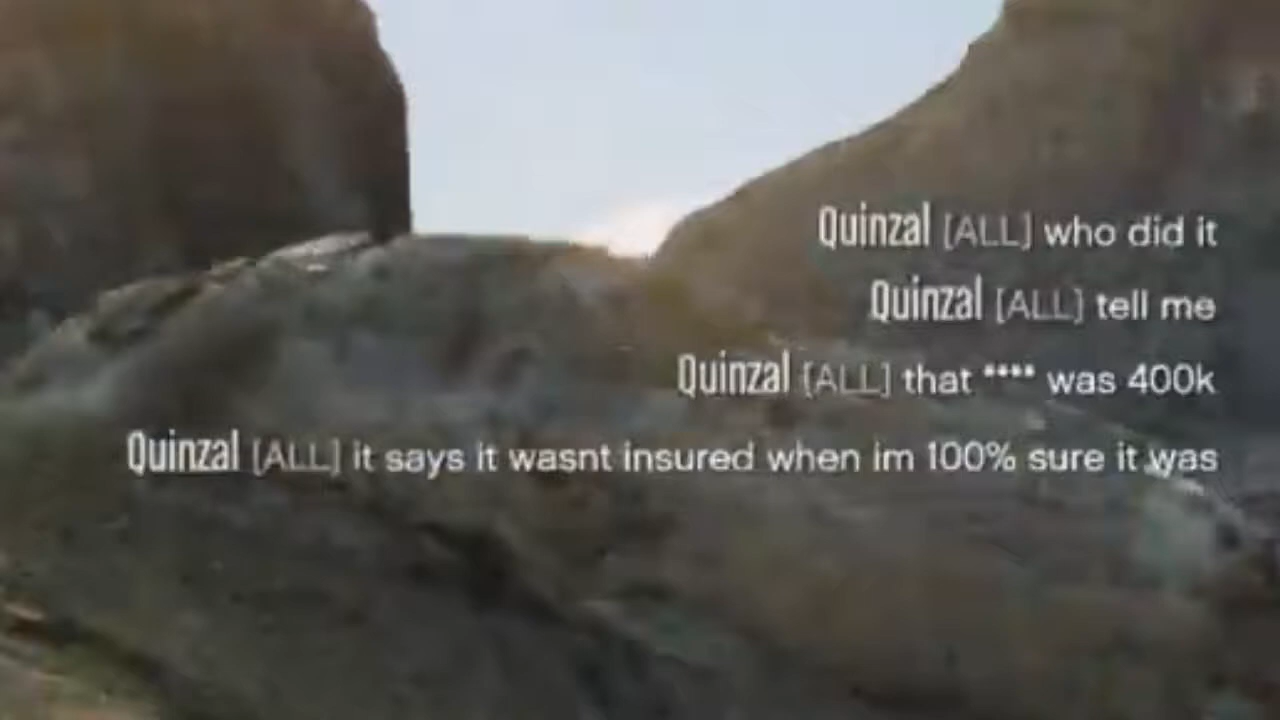 Quinzal [ALL] who did it
Quinzal [ALL] tell me
Quinzal [ALL] that **** was 400k
Quinzal [ALL] it says it wasnt insured when im 100% sure it was